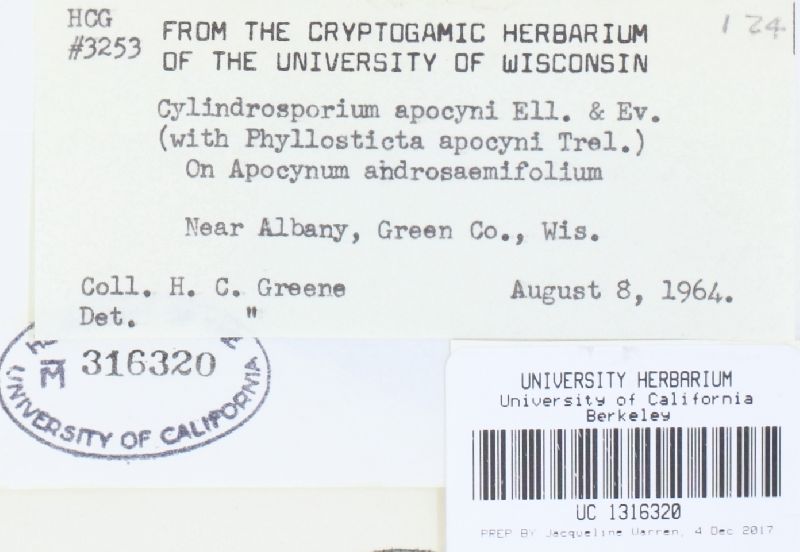 HCG
#3253
124
FROM THE CRYPTOGAMIC HERBARIUM
OF THE UNIVERSITY OF WISCONSIN
Cylindrosporium apocyni Ell. & Ev.
(with Phyllosticta apocyni Trel.)
On Apocynum androsaemifolium
Near Albany, Green Co., Wis.
Coll. H. C. Greene August 8, 1964.
Det. "
316320
UNIVERSITY OF CALIFORNIA
UNIVERSITY HERBARIUM
University of California
Berkeley
UC 1316320
PREP BY Jacqueline Warren, 4 Dec 2017